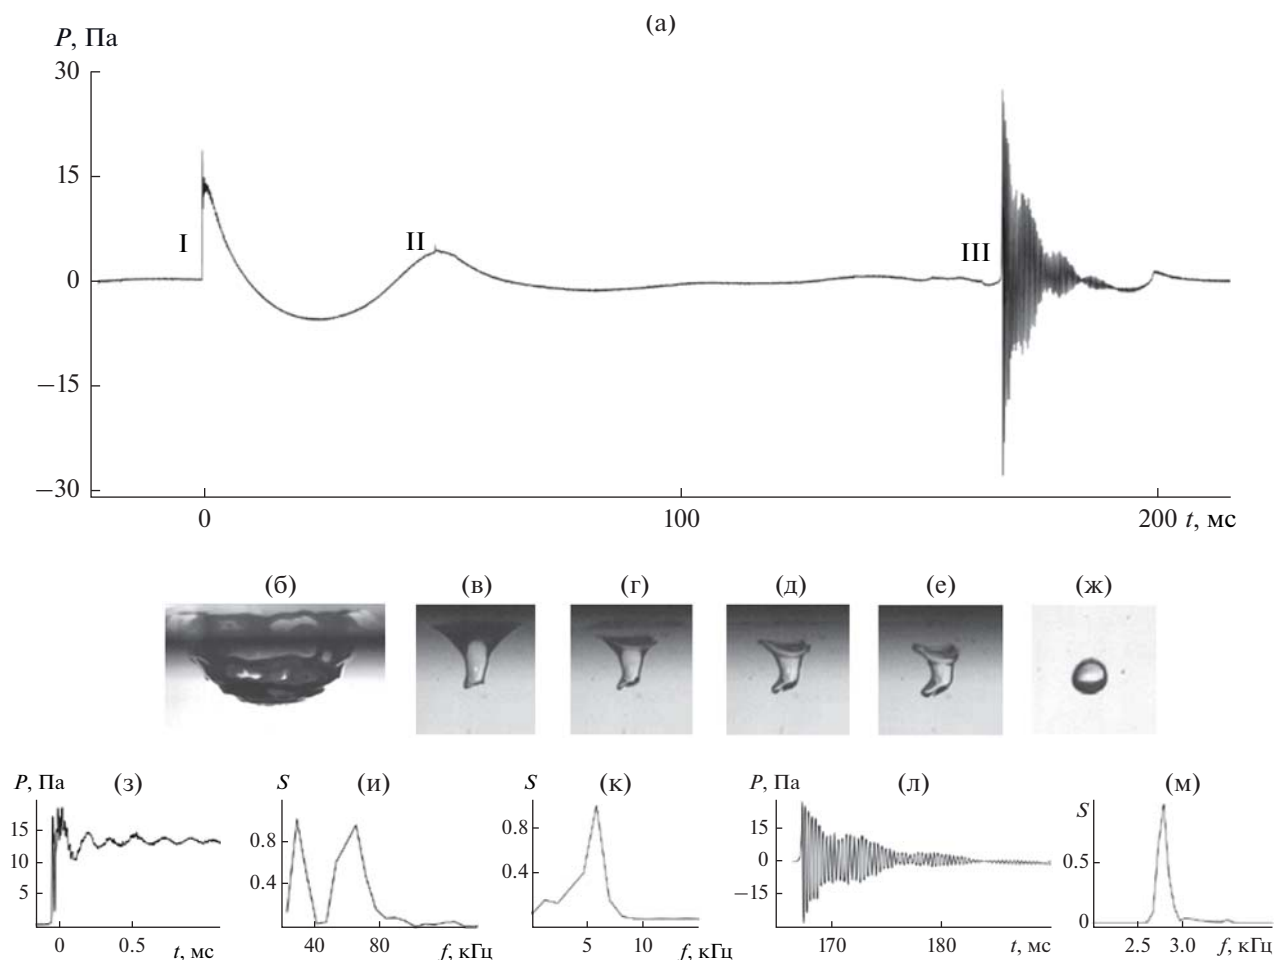 (а)
P, Па
30
15
0
−15
−30
I
II
III
0
100
200 t, мс
(б)
(в)
(г)
(д)
(е)
(ж)
P, Па
(з)
15
10
5
0
0.5
t, мс
S
(и)
0.8
0.4
40
80
f, кГц
S
(к)
0.8
0.4
5
10
f, кГц
P, Па
(л)
15
0
−15
170
180
t, мс
(м)
S
0.5
0
2.5
3.0
f, кГц